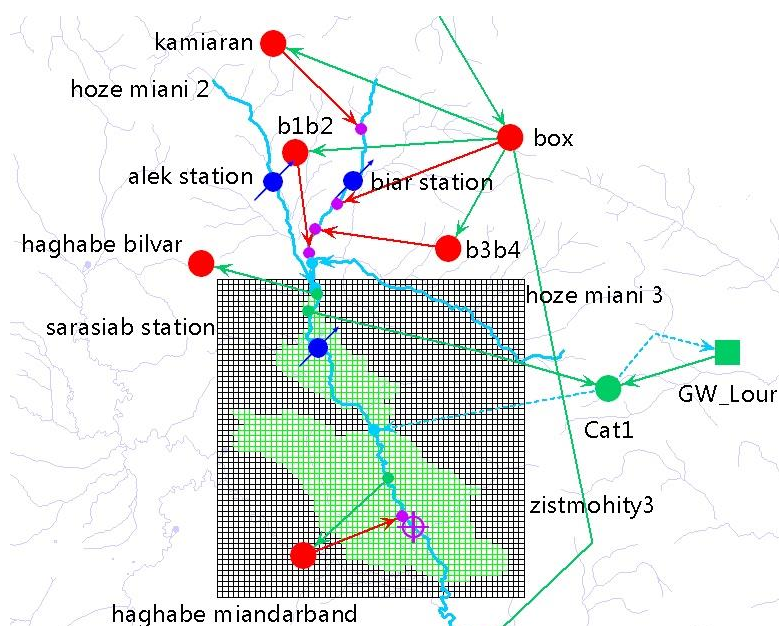 kamiaran
hoze miani 2
b1b2
box
alek station
biar station
haghabe bilvar
b3b4
hoze miani 3
sarasiab station
GW_Lour
Cat1
zistmohity3
haghabe miandarband